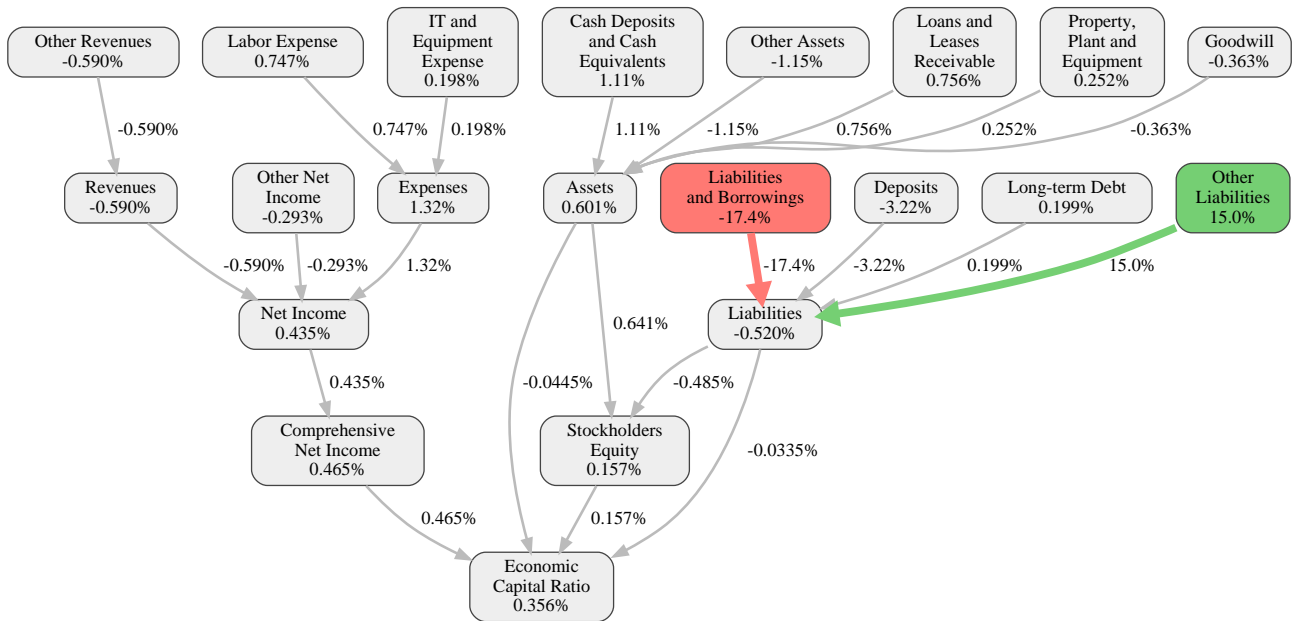 Other Revenues
-0.590%
Labor Expense
0.747%
IT and
Equipment
Expense
0.198%
Cash Deposits
and Cash
Equivalents
1.11%
Other Assets
-1.15%
Loans and
Leases
Receivable
0.756%
Property,
Plant and
Equipment
0.252%
Goodwill
-0.363%
-0.590%
0.747%
0.198%
1.11%
-1.15%
0.756%
0.252%
-0.363%
Revenues
-0.590%
Other Net
Income
-0.293%
Expenses
1.32%
Assets
0.601%
Liabilities
and Borrowings
-17.4%
Deposits
-3.22%
Long-term Debt
0.199%
Other
Liabilities
15.0%
-0.590%
-0.293%
1.32%
-17.4%
-3.22%
0.199%
15.0%
Net Income
0.435%
0.641%
Liabilities
-0.520%
0.435%
-0.0445%
-0.485%
Comprehensive
Net Income
0.465%
Stockholders
Equity
0.157%
-0.0335%
0.465%
0.157%
Economic
Capital Ratio
0.356%